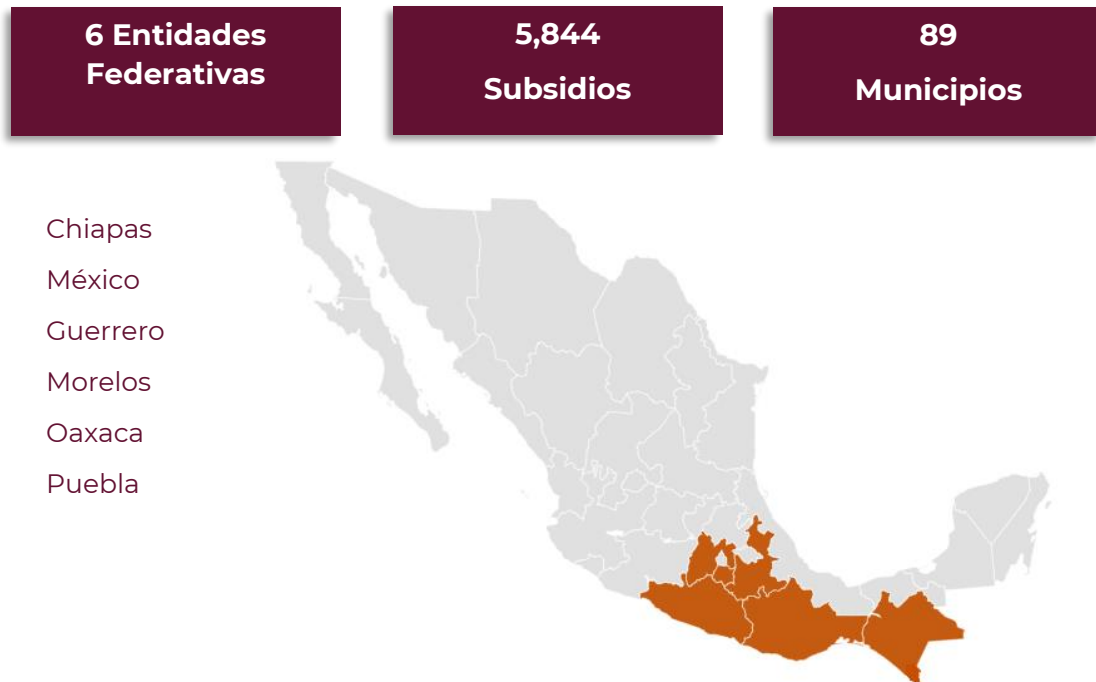 6 Entidades
Federativas
5,844
Subsidios
89
Municipios
Chiapas
México
Guerrero
Morelos
Oaxaca
Puebla